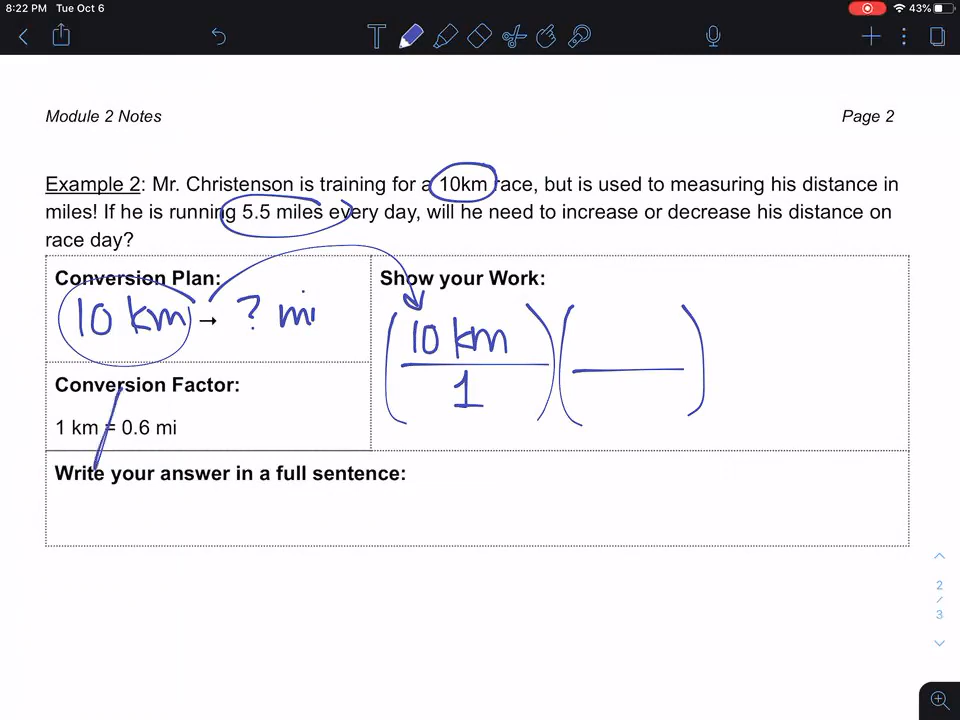 8:22 PM Tue Oct 6 43%
T
Module 2 Notes Page 2
Example 2: Mr. Christenson is training for a 10km race, but is used to measuring his distance in
miles! If he is running 5.5 miles every day, will he need to increase or decrease his distance on
race day?
Conversion Plan: Show your Work:
10 km → ? mi
(10 km / 1) ( )
Conversion Factor:
1 km = 0.6 mi
Write your answer in a full sentence:
2
/
3